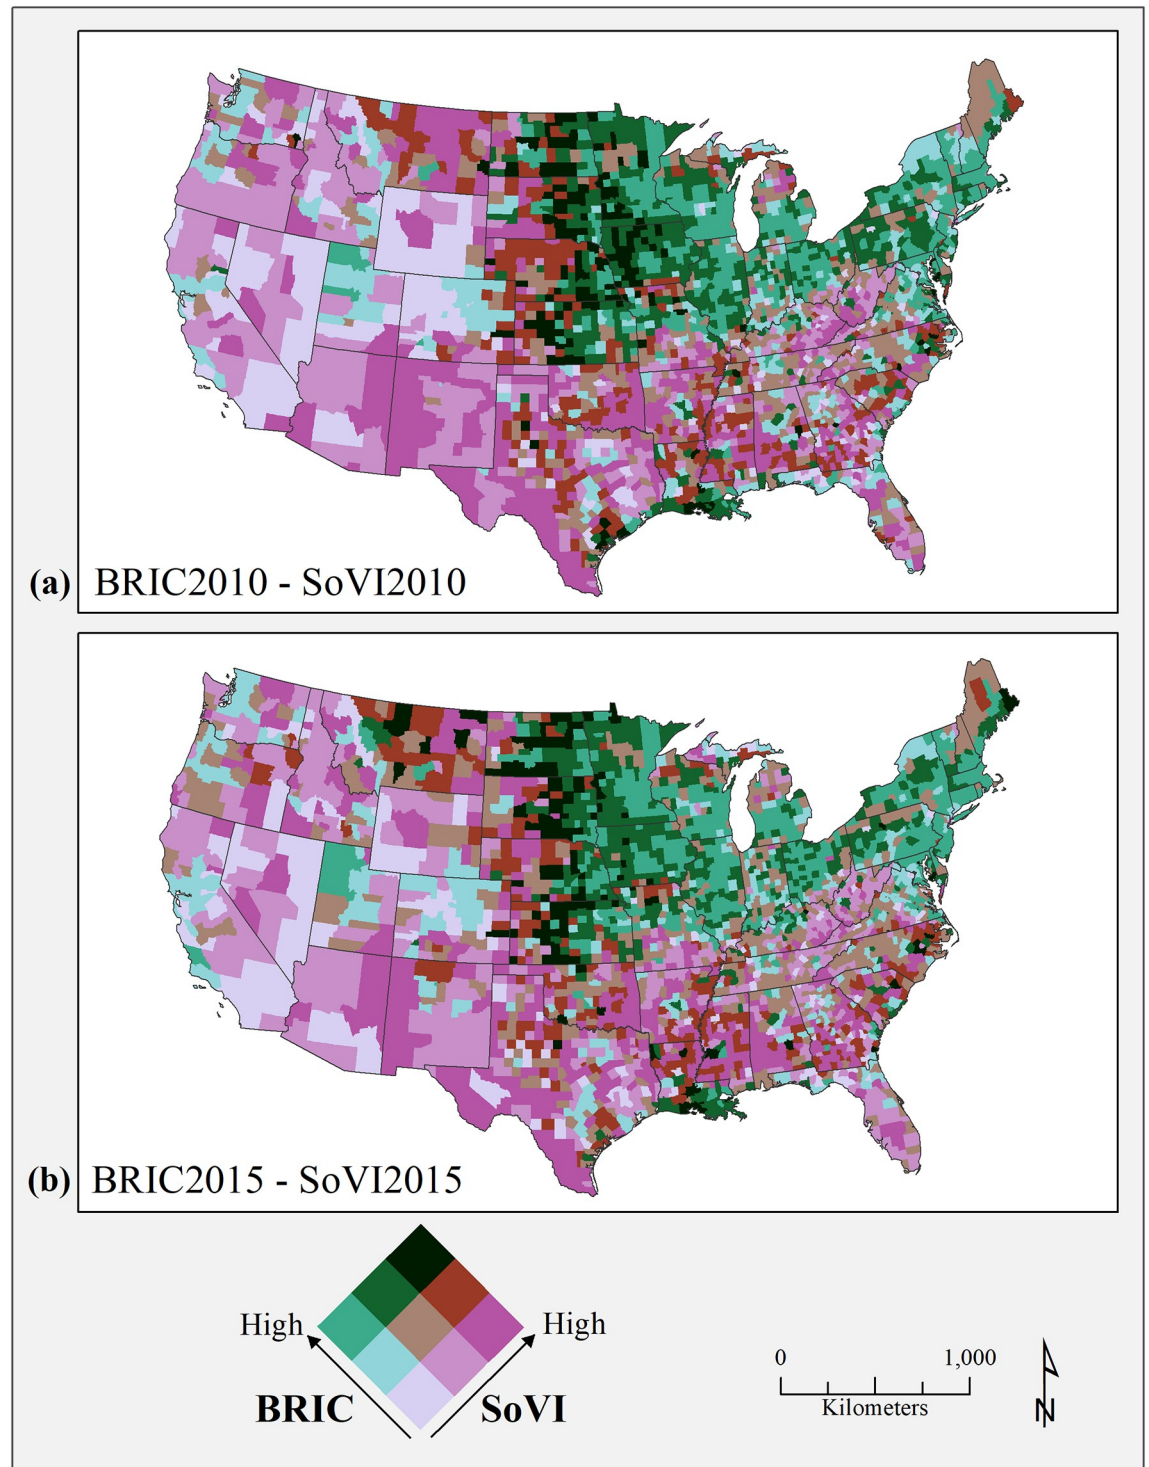 (a) BRIC2010 - SoVI2010
(b) BRIC2015 - SoVI2015
High High
BRIC SoVI
0 1,000
Kilometers
N